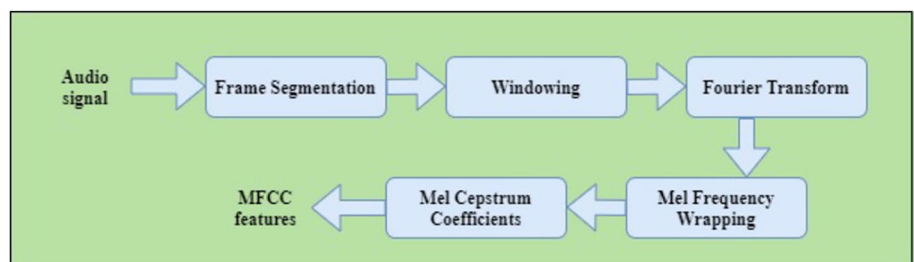 Audio
signal
Frame Segmentation
Windowing
Fourier Transform
Mel Frequency
Wrapping
Mel Cepstrum
Coefficients
MFCC
features